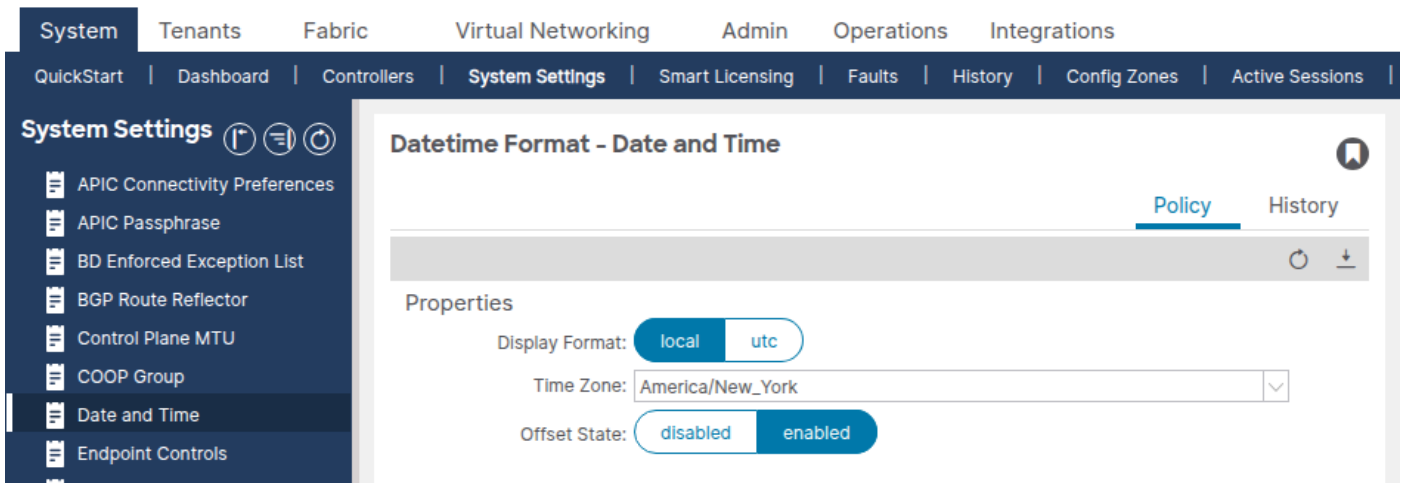 System Tenants Fabric Virtual Networking Admin Operations Integrations
QuickStart | Dashboard | Controllers | System Settings | Smart Licensing | Faults | History | Config Zones | Active Sessions |
System Settings
APIC Connectivity Preferences
APIC Passphrase
BD Enforced Exception List
BGP Route Reflector
Control Plane MTU
COOP Group
Date and Time
Endpoint Controls
Datetime Format - Date and Time
Policy History
Properties
Display Format: local utc
Time Zone: America/New_York
Offset State: disabled enabled